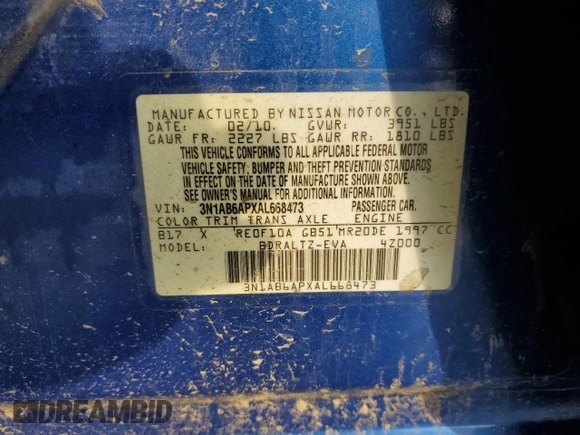 MANUFACTURED BY NISSAN MOTOR CO., LTD.
DATE: 02/10. GVWR: 3951 LBS
GAWR FR: 2227 LBS GAWR RR: 1810 LBS
THIS VEHICLE CONFORMS TO ALL APPLICABLE FEDERAL MOTOR
VEHICLE SAFETY, BUMPER AND THEFT PREVENTION STANDARDS
IN EFFECT ON THE DATE OF MANUFACTURE SHOWN ABOVE.
SEE OWNER'S MANUAL FOR ADDITIONAL INFORMATION.
VIN: 3N1AB6APXAL668473 PASSENGER CAR.
COLOR TRIM TRANS AXLE ENGINE
B17 X RE0F10A GB51 MR20DE 1997 CC
MODEL: BDRALTZ-EVA 4Z000
3N1AB6APXAL668473
DREAMBID